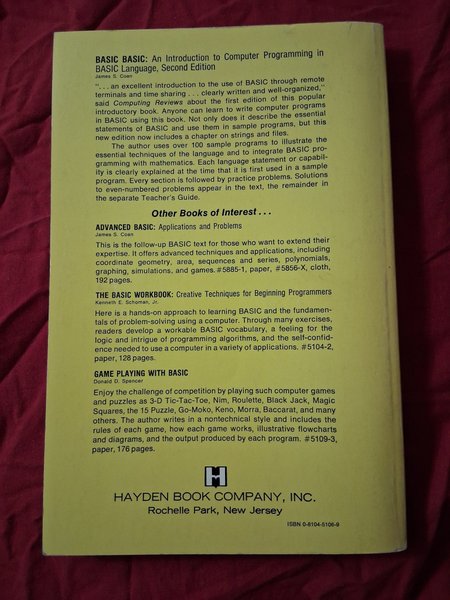 BASIC BASIC: An Introduction to Computer Programming in
BASIC Language, Second Edition
James S. Coan
". . . an excellent introduction to the use of BASIC through remote
terminals and time sharing . . . clearly written and well-organized,"
said Computing Reviews about the first edition of this popular
introductory book. Anyone can learn to write computer programs
in BASIC using this book. Not only does it describe the essential
statements of BASIC and use them in sample programs, but this
new edition now includes a chapter on strings and files.
The author uses over 100 sample programs to illustrate the
essential techniques of the language and to integrate BASIC pro-
gramming with mathematics. Each language statement or capabil-
ity is clearly explained at the time that it is first used in a sample
program. Every section is followed by practice problems. Solutions
to even-numbered problems appear in the text, the remainder in
the separate Teacher's Guide.
Other Books of Interest . . .
ADVANCED BASIC: Applications and Problems
James S. Coan
This is the follow-up BASIC text for those who want to extend their
expertise. It offers advanced techniques and applications, including
coordinate geometry, area, sequences and series, polynomials,
graphing, simulations, and games. #5885-1, paper, #5856-X, cloth,
192 pages.
THE BASIC WORKBOOK: Creative Techniques for Beginning Programmers
Kenneth E. Schoman, Jr.
Here is a hands-on approach to learning BASIC and the fundamen-
tals of problem-solving using a computer. Through many exercises,
readers develop a workable BASIC vocabulary, a feeling for the
logic and intrigue of programming algorithms, and the self-confid-
ence needed to use a computer in a variety of applications. #5104-2,
paper, 128 pages.
GAME PLAYING WITH BASIC
Donald D. Spencer
Enjoy the challenge of competition by playing such computer games
and puzzles as 3-D Tic-Tac-Toe, Nim, Roulette, Black Jack, Magic
Squares, the 15 Puzzle, Go-Moko, Keno, Morra, Baccarat, and many
others. The author writes in a nontechnical style and includes the
rules of each game, how each game works, illustrative flowcharts
and diagrams, and the output produced by each program. #5109-3,
paper, 176 pages.
H
HAYDEN BOOK COMPANY, INC.
Rochelle Park, New Jersey
ISBN 0-8104-5106-9